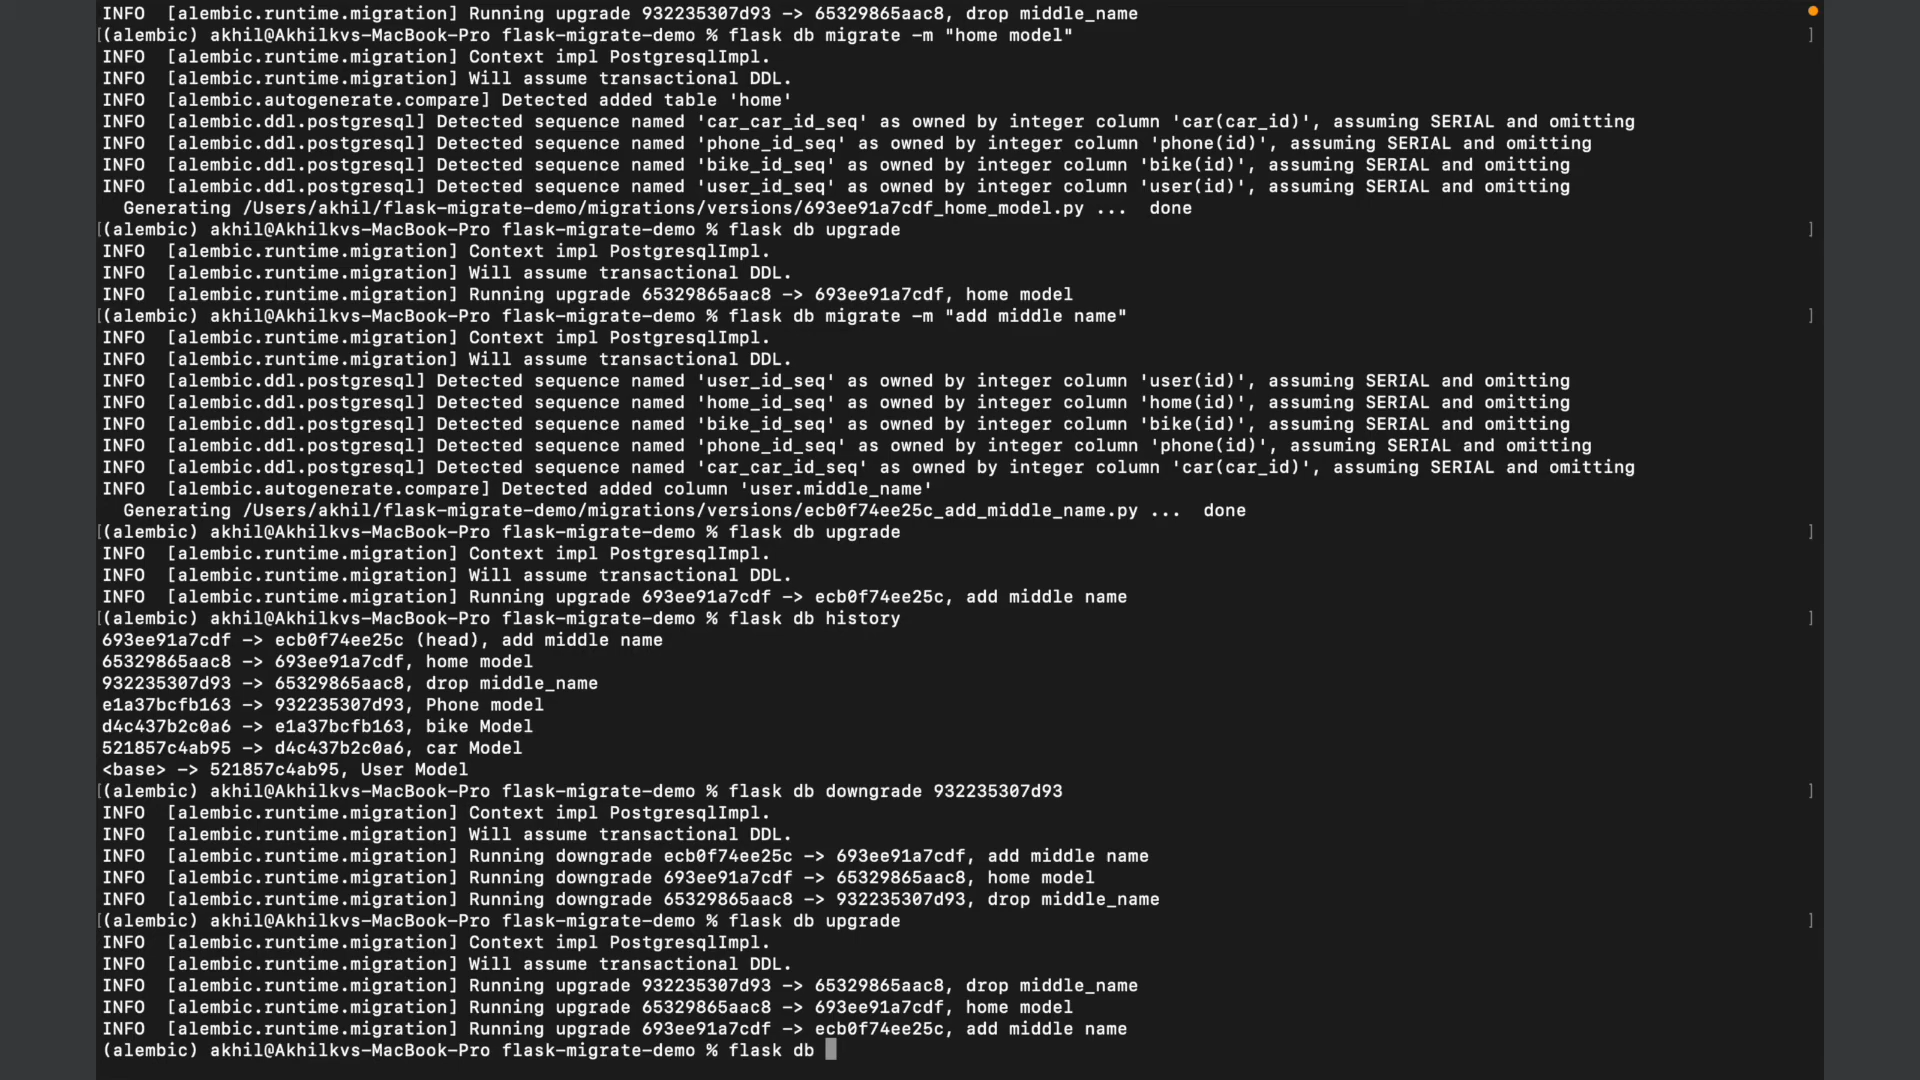 INFO  [alembic.runtime.migration] Running upgrade 932235307d93 -> 65329865aac8, drop middle_name
[(alembic) akhil@Akhilkvs-MacBook-Pro flask-migrate-demo % flask db migrate -m "home model" ]
INFO  [alembic.runtime.migration] Context impl PostgresqlImpl.
INFO  [alembic.runtime.migration] Will assume transactional DDL.
INFO  [alembic.autogenerate.compare] Detected added table 'home'
INFO  [alembic.ddl.postgresql] Detected sequence named 'car_car_id_seq' as owned by integer column 'car(car_id)', assuming SERIAL and omitting
INFO  [alembic.ddl.postgresql] Detected sequence named 'phone_id_seq' as owned by integer column 'phone(id)', assuming SERIAL and omitting
INFO  [alembic.ddl.postgresql] Detected sequence named 'bike_id_seq' as owned by integer column 'bike(id)', assuming SERIAL and omitting
INFO  [alembic.ddl.postgresql] Detected sequence named 'user_id_seq' as owned by integer column 'user(id)', assuming SERIAL and omitting
  Generating /Users/akhil/flask-migrate-demo/migrations/versions/693ee91a7cdf_home_model.py ...  done
[(alembic) akhil@Akhilkvs-MacBook-Pro flask-migrate-demo % flask db upgrade ]
INFO  [alembic.runtime.migration] Context impl PostgresqlImpl.
INFO  [alembic.runtime.migration] Will assume transactional DDL.
INFO  [alembic.runtime.migration] Running upgrade 65329865aac8 -> 693ee91a7cdf, home model
[(alembic) akhil@Akhilkvs-MacBook-Pro flask-migrate-demo % flask db migrate -m "add middle name" ]
INFO  [alembic.runtime.migration] Context impl PostgresqlImpl.
INFO  [alembic.runtime.migration] Will assume transactional DDL.
INFO  [alembic.ddl.postgresql] Detected sequence named 'user_id_seq' as owned by integer column 'user(id)', assuming SERIAL and omitting
INFO  [alembic.ddl.postgresql] Detected sequence named 'home_id_seq' as owned by integer column 'home(id)', assuming SERIAL and omitting
INFO  [alembic.ddl.postgresql] Detected sequence named 'bike_id_seq' as owned by integer column 'bike(id)', assuming SERIAL and omitting
INFO  [alembic.ddl.postgresql] Detected sequence named 'phone_id_seq' as owned by integer column 'phone(id)', assuming SERIAL and omitting
INFO  [alembic.ddl.postgresql] Detected sequence named 'car_car_id_seq' as owned by integer column 'car(car_id)', assuming SERIAL and omitting
INFO  [alembic.autogenerate.compare] Detected added column 'user.middle_name'
  Generating /Users/akhil/flask-migrate-demo/migrations/versions/ecb0f74ee25c_add_middle_name.py ...  done
[(alembic) akhil@Akhilkvs-MacBook-Pro flask-migrate-demo % flask db upgrade ]
INFO  [alembic.runtime.migration] Context impl PostgresqlImpl.
INFO  [alembic.runtime.migration] Will assume transactional DDL.
INFO  [alembic.runtime.migration] Running upgrade 693ee91a7cdf -> ecb0f74ee25c, add middle name
[(alembic) akhil@Akhilkvs-MacBook-Pro flask-migrate-demo % flask db history ]
693ee91a7cdf -> ecb0f74ee25c (head), add middle name
65329865aac8 -> 693ee91a7cdf, home model
932235307d93 -> 65329865aac8, drop middle_name
e1a37bcfb163 -> 932235307d93, Phone model
d4c437b2c0a6 -> e1a37bcfb163, bike Model
521857c4ab95 -> d4c437b2c0a6, car Model
<base> -> 521857c4ab95, User Model
[(alembic) akhil@Akhilkvs-MacBook-Pro flask-migrate-demo % flask db downgrade 932235307d93 ]
INFO  [alembic.runtime.migration] Context impl PostgresqlImpl.
INFO  [alembic.runtime.migration] Will assume transactional DDL.
INFO  [alembic.runtime.migration] Running downgrade ecb0f74ee25c -> 693ee91a7cdf, add middle name
INFO  [alembic.runtime.migration] Running downgrade 693ee91a7cdf -> 65329865aac8, home model
INFO  [alembic.runtime.migration] Running downgrade 65329865aac8 -> 932235307d93, drop middle_name
[(alembic) akhil@Akhilkvs-MacBook-Pro flask-migrate-demo % flask db upgrade ]
INFO  [alembic.runtime.migration] Context impl PostgresqlImpl.
INFO  [alembic.runtime.migration] Will assume transactional DDL.
INFO  [alembic.runtime.migration] Running upgrade 932235307d93 -> 65329865aac8, drop middle_name
INFO  [alembic.runtime.migration] Running upgrade 65329865aac8 -> 693ee91a7cdf, home model
INFO  [alembic.runtime.migration] Running upgrade 693ee91a7cdf -> ecb0f74ee25c, add middle name
(alembic) akhil@Akhilkvs-MacBook-Pro flask-migrate-demo % flask db